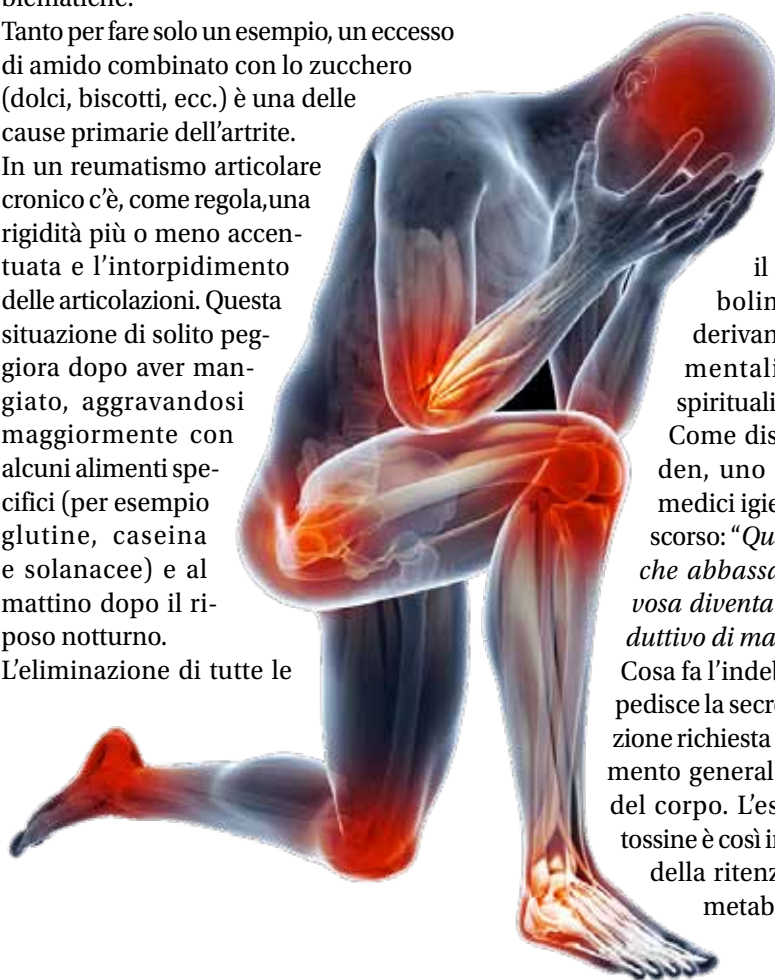 blematiche.
Tanto per fare solo un esempio, un eccesso
di amido combinato con lo zucchero
(dolci, biscotti, ecc.) è una delle
cause primarie dell’artrite.
In un reumatismo articolare
cronico c’è, come regola,una
rigidità più o meno accen-
tuata e l’intorpidimento
delle articolazioni. Questa
situazione di solito peg-
giora dopo aver man-
giato, aggravandosi
maggiormente con
alcuni alimenti spe-
cifici (per esempio
glutine, caseina
e solanacee) e al
mattino dopo il ri-
poso notturno.
L’eliminazione di tutte le
il
bolin
derivan
mentali
spirituali
Come dis
den, uno
medici igie
scorso: “Qu
che abbassa
vosa diventa
duttivo di ma
Cosa fa l’indeb
pedisce la secre
zione richiesta
mento general
del corpo. L’es
tossine è così in
della ritenz
metab